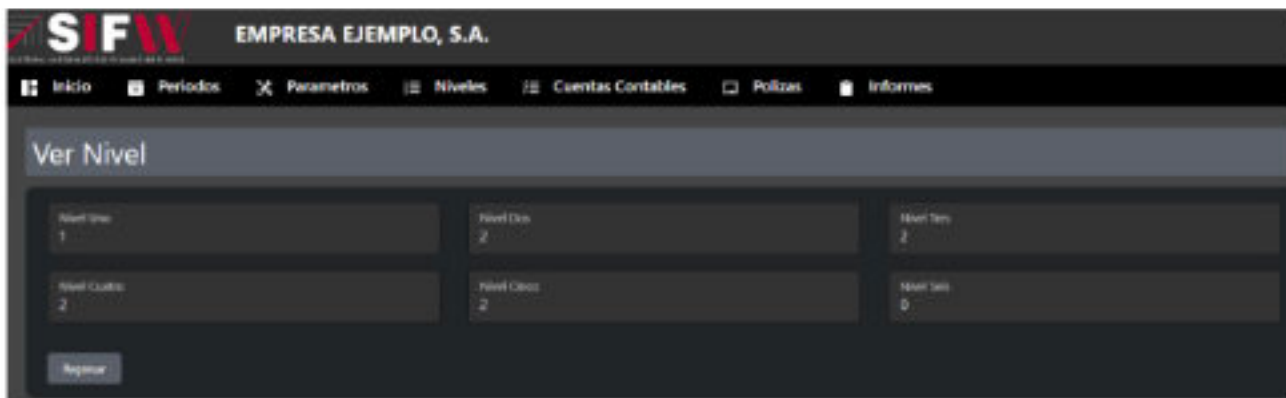 SIFW
EMPRESA EJEMPLO, S.A.
Inicio Periodos Parametros Niveles Cuentas Contables Polizas Informes
Ver Nivel
Nivel Uno Nivel Dos Nivel Tres
1 2 2
Nivel Cuatro Nivel Cinco Nivel Seis
2 2 0
Regresar